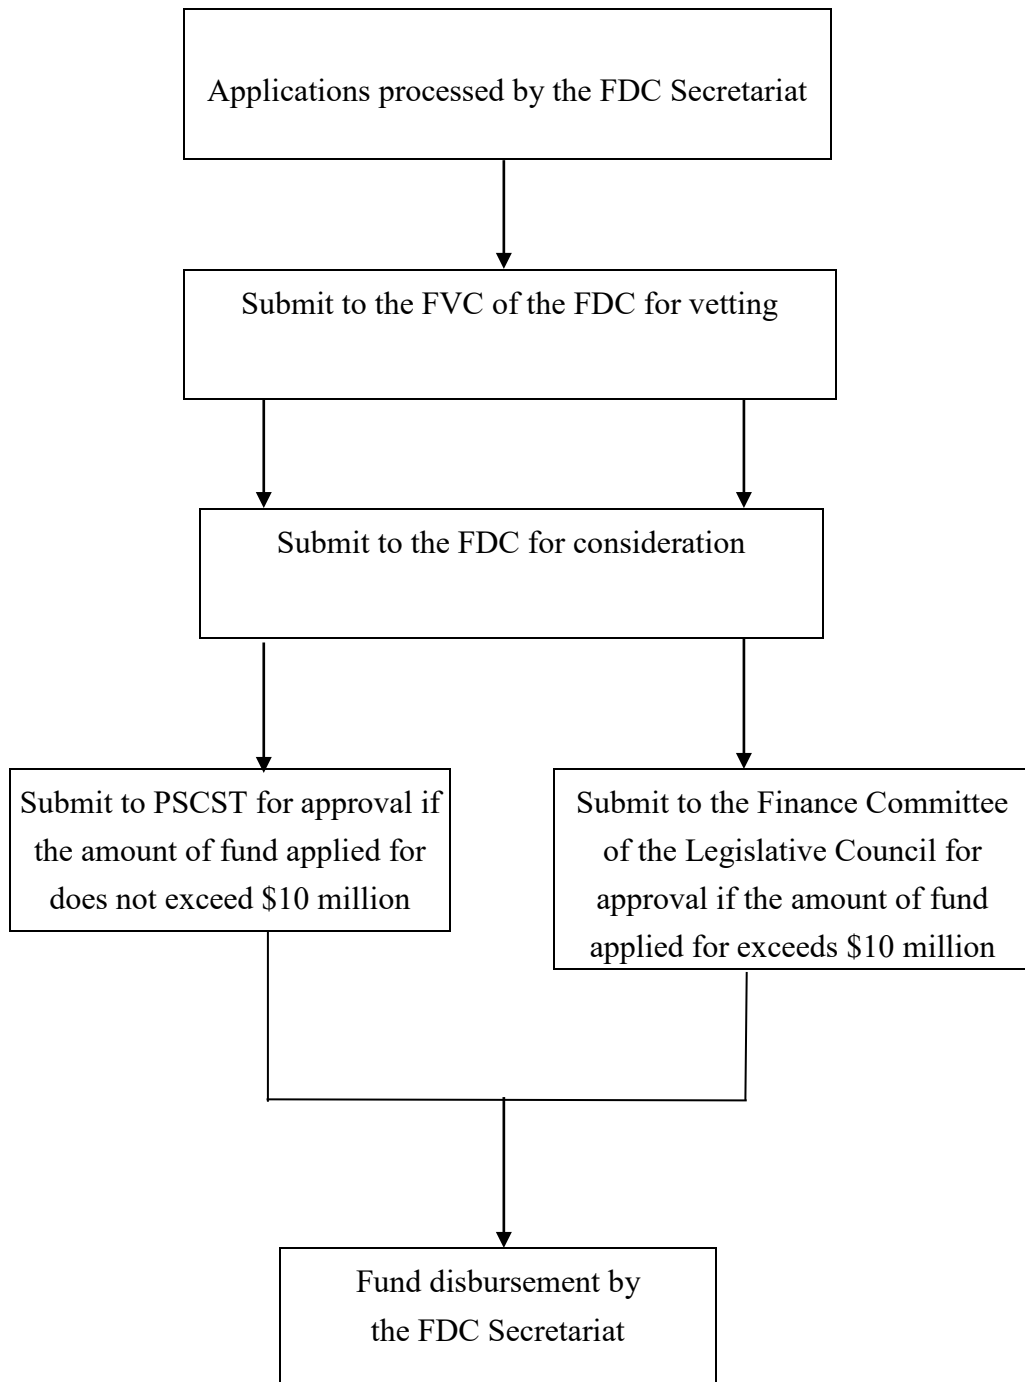 Applications processed by the FDC Secretariat
Submit to the FVC of the FDC for vetting
Submit to the FDC for consideration
Submit to PSCST for approval if
the amount of fund applied for
does not exceed $10 million
Submit to the Finance Committee
of the Legislative Council for
approval if the amount of fund
applied for exceeds $10 million
Fund disbursement by
the FDC Secretariat